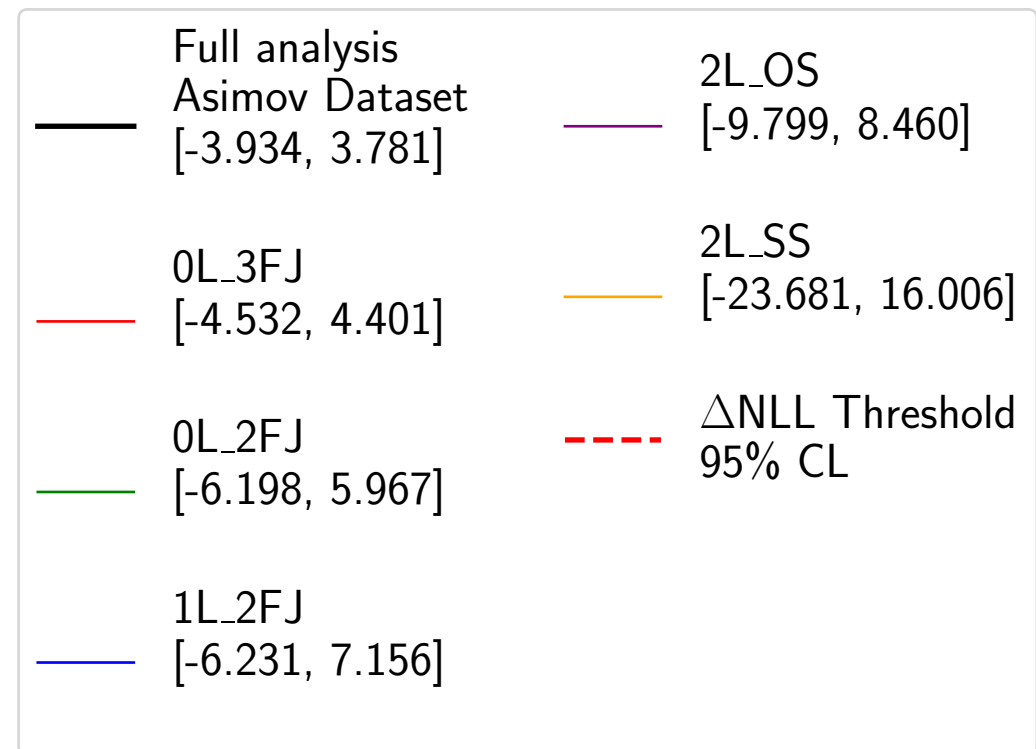 Full analysis
Asimov Dataset
[-3.934, 3.781]
0L_3FJ
[-4.532, 4.401]
0L_2FJ
[-6.198, 5.967]
1L_2FJ
[-6.231, 7.156]
2L_OS
[-9.799, 8.460]
2L_SS
[-23.681, 16.006]
ΔNLL Threshold
95% CL